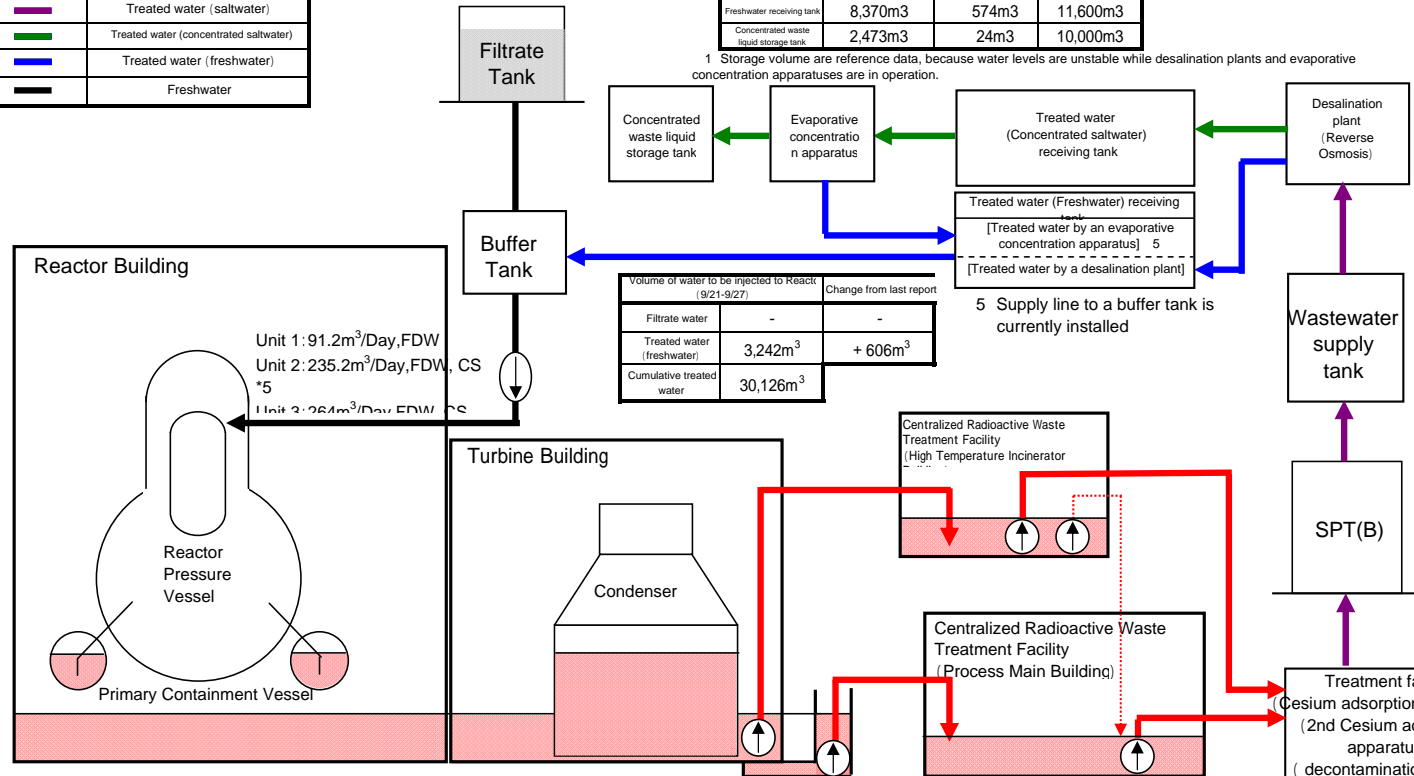 Treated water (saltwater)
Treated water (concentrated saltwater)
Treated water (freshwater)
Freshwater
Filtrate
Tank
Freshwater receiving tank 8,370m3 574m3 11,600m3
Concentrated waste
liquid storage tank 2,473m3 24m3 10,000m3
1 Storage volume are reference data, because water levels are unstable while desalination plants and evaporative
concentration apparatuses are in operation.
Concentrated
waste liquid
storage tank
Evaporative
concentratio
n apparatus
Treated water
(Concentrated saltwater)
receiving tank
Desalination
plant
(Reverse
Osmosis)
Treated water (Freshwater) receiving
tank
[Treated water by an evaporative
concentration apparatus] 5
[Treated water by a desalination plant]
5 Supply line to a buffer tank is
currently installed
Buffer
Tank
Volume of water to be injected to Reacto
(9/21-9/27)
Change from last report
Filtrate water - -
Treated water
(freshwater) 3,242m³ + 606m³
Cumulative treated
water 30,126m³
Wastewater
supply
tank
SPT(B)
Reactor Building
Unit 1:91.2m³/Day,FDW
Unit 2:235.2m³/Day,FDW, CS
*5
Unit 3:264m³/Day,FDW, CS
Reactor
Pressure
Vessel
Primary Containment Vessel
Turbine Building
Condenser
Centralized Radioactive Waste
Treatment Facility
(High Temperature Incinerator
Centralized Radioactive Waste
Treatment Facility
(Process Main Building)
Treatment fa
(Cesium adsorption
(2nd Cesium a
apparatu
( decontaminatio